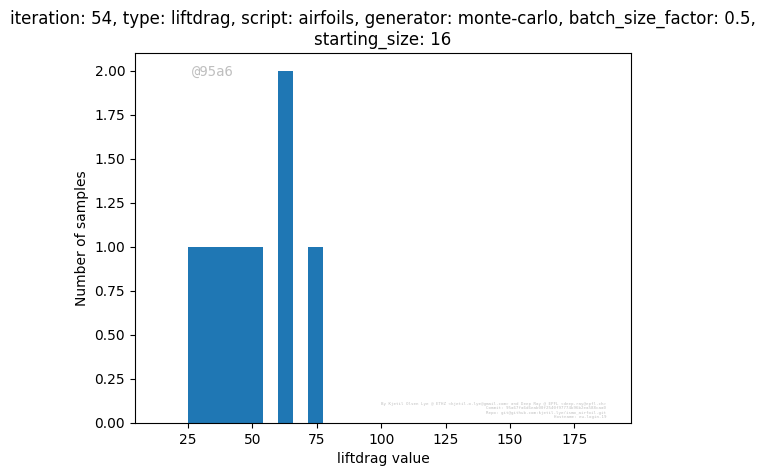 iteration: 54, type: liftdrag, script: airfoils, generator: monte-carlo, batch_size_factor: 0.5,
starting_size: 16
@95a6
2.00
1.75
1.50
1.25
1.00
0.75
0.50
0.25
0.00
Number of samples
25 50 75 100 125 150 175
liftdrag value